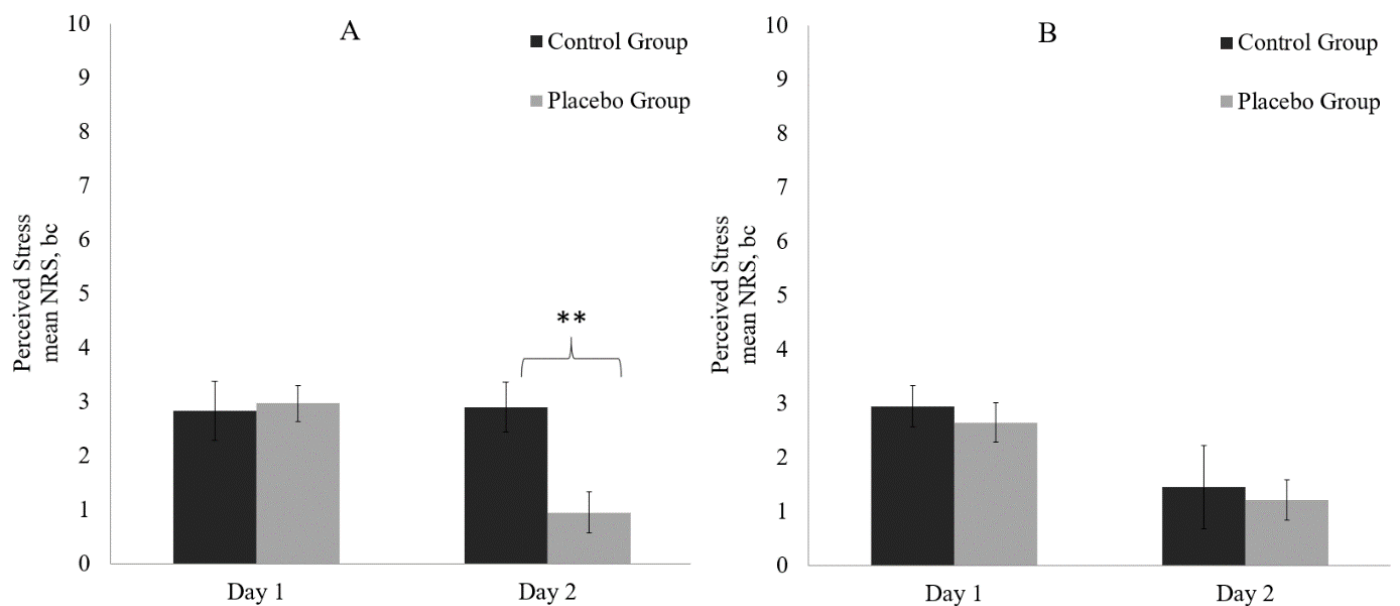 A
Control Group
Placebo Group
10
9
8
7
6
5
4
3
2
1
0
Perceived Stress
mean NRS, bc
**
Day 1
Day 2
B
Control Group
Placebo Group
10
9
8
7
6
5
4
3
2
1
0
Perceived Stress
mean NRS, bc
Day 1
Day 2